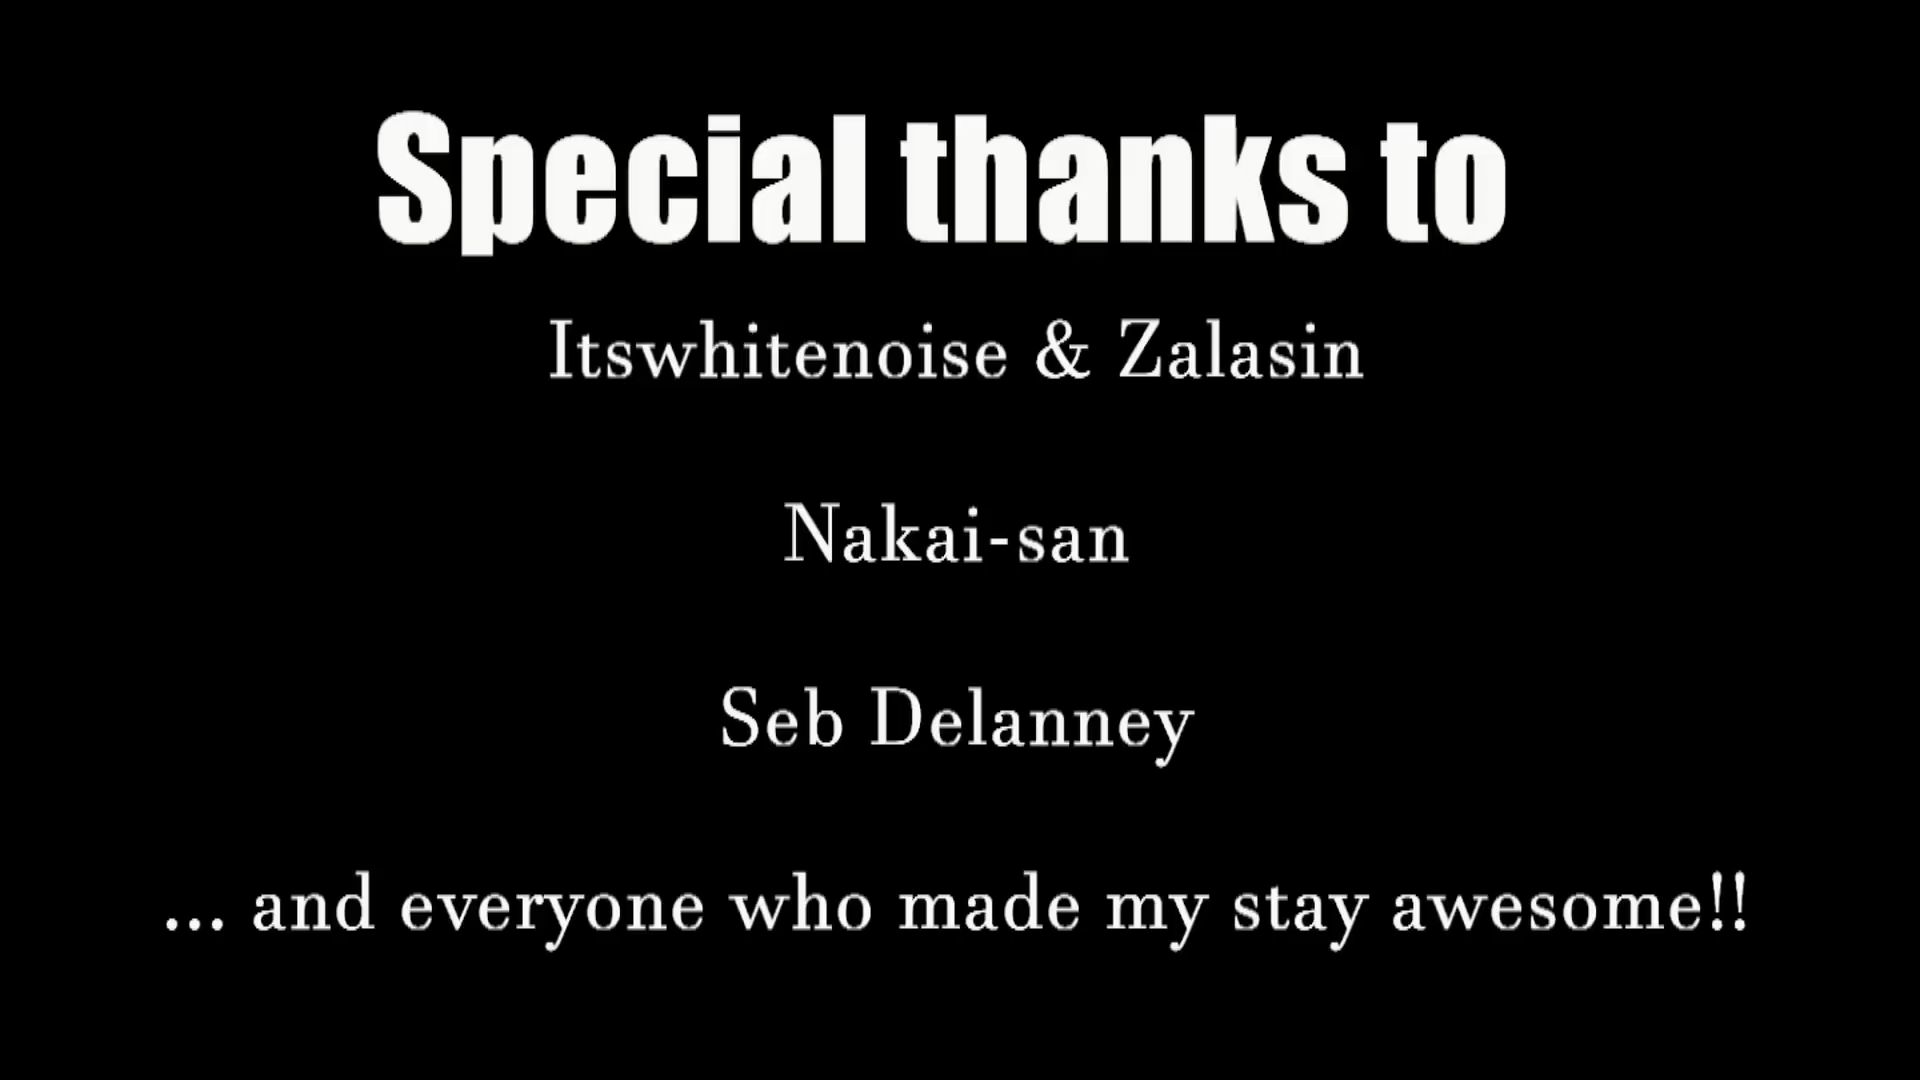 Special thanks to
Itswhitenoise & Zalasin
Nakai-san
Seb Delanney
... and everyone who made my stay awesome!!